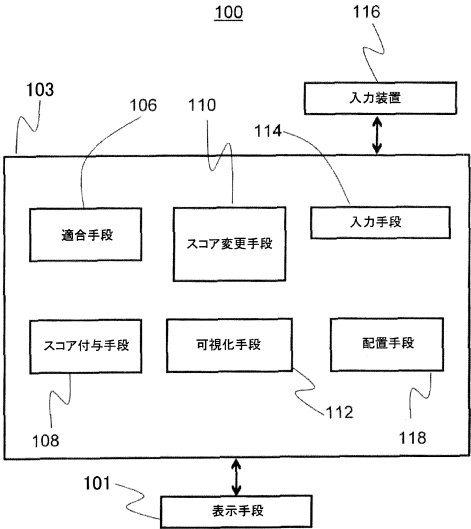 100
116
入力装置
103
106
110
114
適合手段
スコア変更手段
入力手段
スコア付与手段
可視化手段
配置手段
108
112
118
101
表示手段